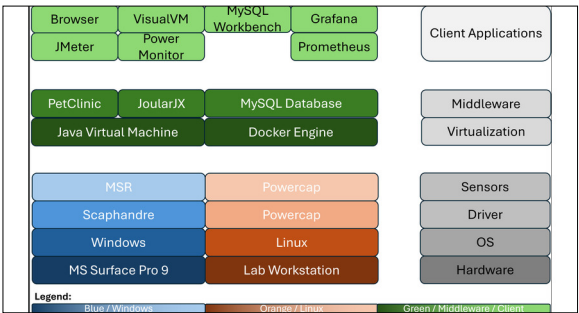 Browser
VisualVM
MySQL
Workbench
Grafana
Client Applications
JMeter
Power
Monitor
Prometheus
PetClinic
JoularJX
MySQL Database
Middleware
Java Virtual Machine
Docker Engine
Virtualization
MSR
Powercap
Sensors
Scaphandre
Powercap
Driver
Windows
Linux
OS
MS Surface Pro 9
Lab Workstation
Hardware
Legend:
Blue / Windows
Orange / Linux
Green / Middleware / Client